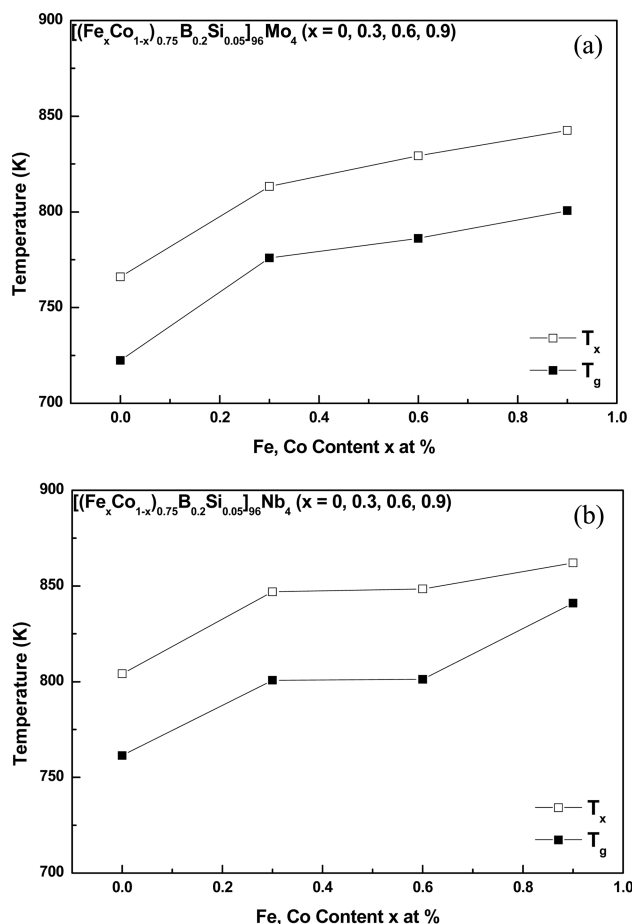 [(FeₓCo₁₋ₓ)₀.₇₅B₀.₂Si₀.₀₅]₉₆Mo₄ (x = 0, 0.3, 0.6, 0.9)
(a)
900
850
800
750
700
Temperature (K)
Tₓ
T_g
0.0 0.2 0.4 0.6 0.8 1.0
Fe, Co Content x at %
[(FeₓCo₁₋ₓ)₀.₇₅B₀.₂Si₀.₀₅]₉₆Nb₄ (x = 0, 0.3, 0.6, 0.9)
(b)
900
850
800
750
700
Temperature (K)
Tₓ
T_g
0.0 0.2 0.4 0.6 0.8 1.0
Fe, Co Content x at %